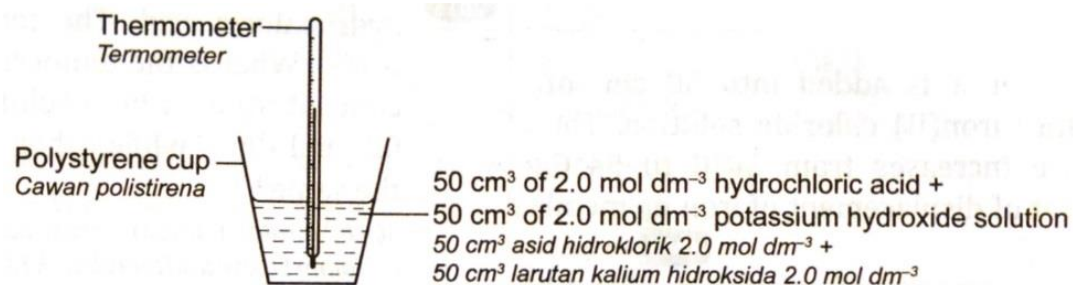 Thermometer
Termometer
Polystyrene cup
Cawan polistirena
50 cm³ of 2.0 mol dm⁻³ hydrochloric acid +
50 cm³ of 2.0 mol dm⁻³ potassium hydroxide solution
50 cm³ asid hidroklorik 2.0 mol dm⁻³ +
50 cm³ larutan kalium hidroksida 2.0 mol dm⁻³